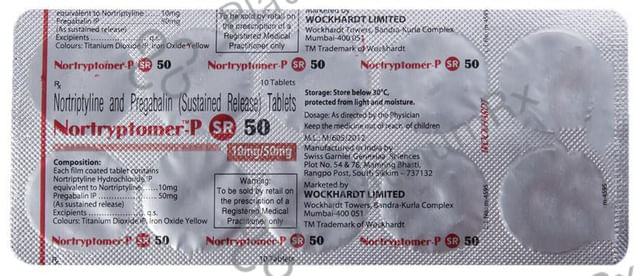 equivalent to Nortriptyline 10mg
Pregabalin IP 50mg
(As sustained release)
Excipients q.s.
Colours: Titanium Dioxide IP, Iron Oxide Yellow
To be sold by retail on
the prescription of a
Registered Medical
Practitioner only
Marketed by
WOCKHARDT LIMITED
Wockhardt Towers, Bandra-Kurla Complex
Mumbai-400 051
TM Trademark of Wockhardt
Nortryptomer-P SR 50
Nortryptomer-P SR 50
Nortryptomer-P SR 50
Rx
10 Tablets
Nortriptyline and Pregabalin (Sustained Release) Tablets
Nortryptomer™-P SR 50
10mg/50mg
Storage: Store below 30°C,
protected from light and moisture.
Dosage: As directed by the Physician
Keep the medicine out of reach of children
M.L.: M/605/2012
Manufactured in India by
Swiss Garnier Genexiaa Sciences
Plot No. 54 & 78, Mamring Bhaiti,
Rangpo Post, South Sikkim - 737132
Composition:
Each film coated tablet contains
Nortriptyline Hydrochloride IP
equivalent to Nortriptyline 10mg
Pregabalin IP 50mg
(As sustained release)
Excipients q.s.
Colours: Titanium Dioxide IP, Iron Oxide Yellow
Warning:
To be sold by retail on
the prescription of a
Registered Medical
Practitioner only
Marketed by
WOCKHARDT LIMITED
Wockhardt Towers, Bandra-Kurla Complex
Mumbai-400 051
TM Trademark of Wockhardt
Nortryptomer-P SR 50
Nortryptomer-P SR 50
Nortryptomer-P SR 50
Rx
10 Tablets